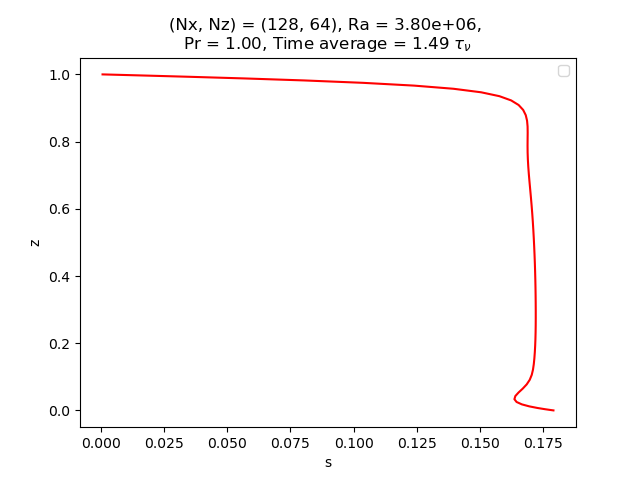 (Nx, Nz) = (128, 64), Ra = 3.80e+06,
Pr = 1.00, Time average = 1.49 τν
1.0
0.8
0.6
z
0.4
0.2
0.0
0.000 0.025 0.050 0.075 0.100 0.125 0.150 0.175
s